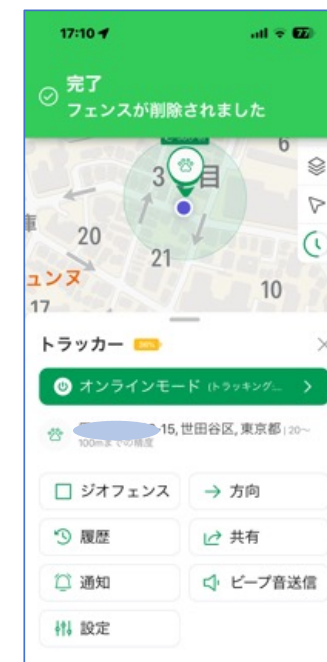 17:10
77
完了
フェンスが削除されました
6
3
目
20
21
ュンヌ
10
17
トラッカー
オンラインモード (トラッキング...
-15, 世田谷区, 東京都 | 20~
100mまでの精度
ジオフェンス
方向
履歴
共有
通知
ビープ音送信
設定